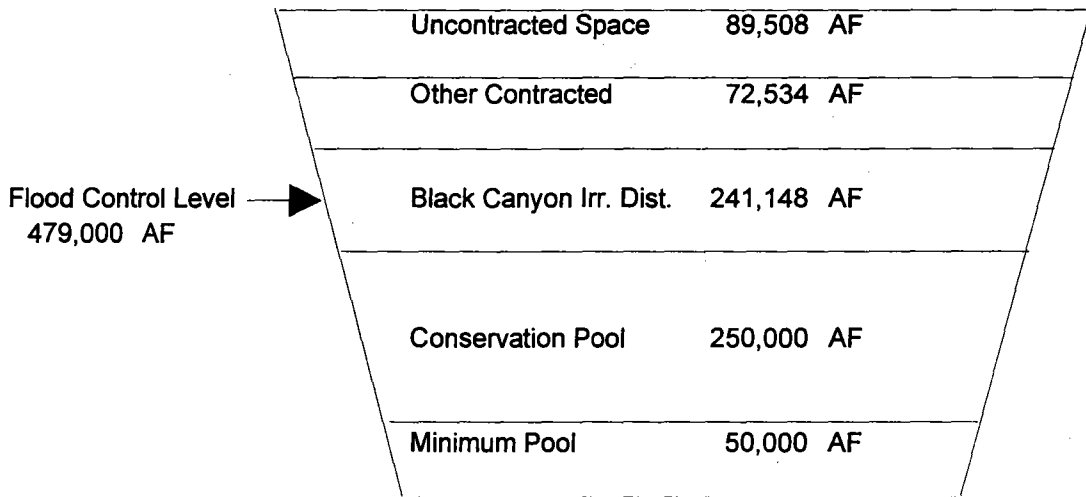 Uncontracted Space 89,508 AF
Other Contracted 72,534 AF
Flood Control Level
479,000 AF
Black Canyon Irr. Dist. 241,148 AF
Conservation Pool 250,000 AF
Minimum Pool 50,000 AF